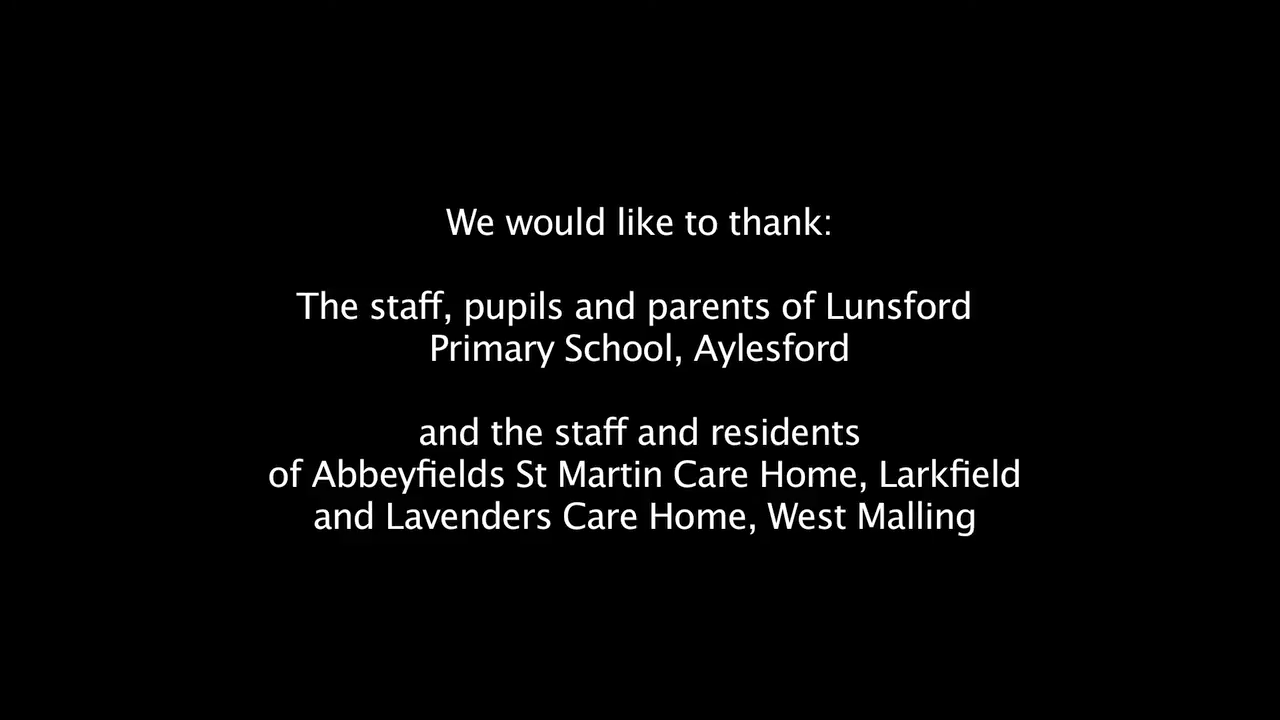 We would like to thank:
The staff, pupils and parents of Lunsford
Primary School, Aylesford
and the staff and residents
of Abbeyfields St Martin Care Home, Larkfield
and Lavenders Care Home, West Malling